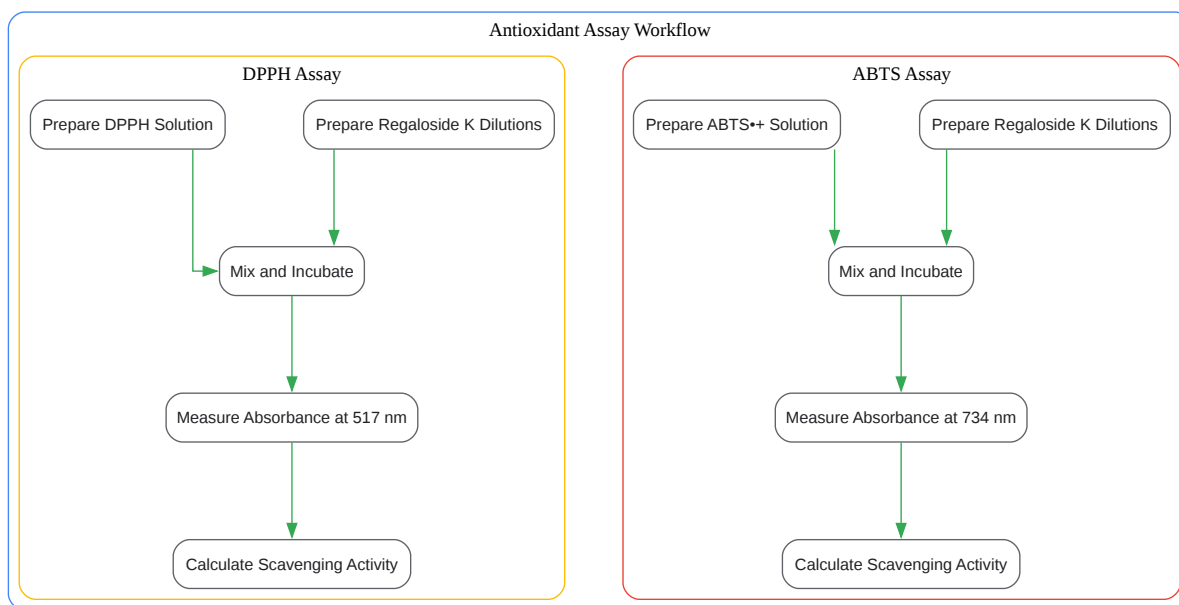 Antioxidant Assay Workflow
DPPH Assay
Prepare DPPH Solution
Prepare Regaloside K Dilutions
Mix and Incubate
Measure Absorbance at 517 nm
Calculate Scavenging Activity
ABTS Assay
Prepare ABTS•+ Solution
Prepare Regaloside K Dilutions
Mix and Incubate
Measure Absorbance at 734 nm
Calculate Scavenging Activity